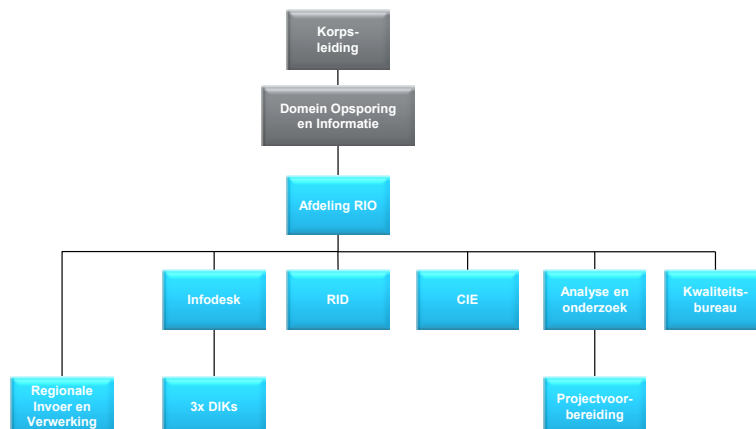 Korps-
leiding
Domein Opsporing
en Informatie
Afdeling RIO
Infodesk
RID
CIE
Analyse en
onderzoek
Kwaliteits-
bureau
Regionale
Invoer en
Verwerking
3x DIKs
Projectvoor-
bereiding